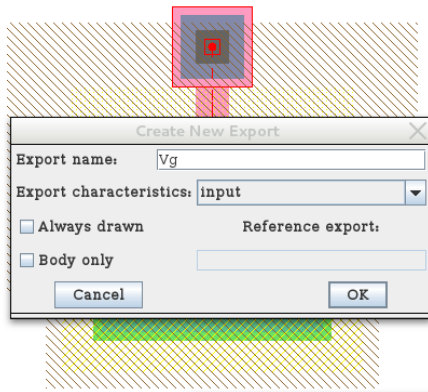 Create New Export
Export name: Vg
Export characteristics: input
Always drawn Reference export:
Body only
Cancel OK